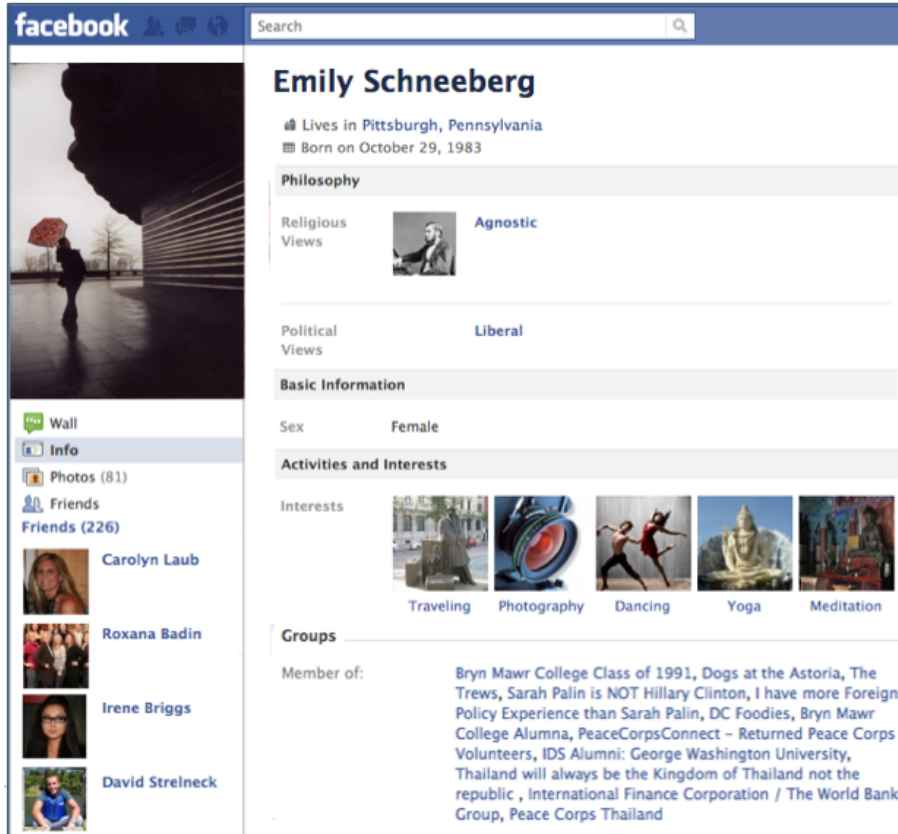 facebook
Search
Emily Schneeberg
Lives in Pittsburgh, Pennsylvania
Born on October 29, 1983
Philosophy
Religious Views
Agnostic
Political Views
Liberal
Basic Information
Sex Female
Activities and Interests
Interests
Traveling Photography Dancing Yoga Meditation
Groups
Member of:
Bryn Mawr College Class of 1991, Dogs at the Astoria, The
Trews, Sarah Palin is NOT Hillary Clinton, I have more Foreign
Policy Experience than Sarah Palin, DC Foodies, Bryn Mawr
College Alumna, PeaceCorpsConnect – Returned Peace Corps
Volunteers, IDS Alumni: George Washington University,
Thailand will always be the Kingdom of Thailand not the
republic , International Finance Corporation / The World Bank
Group, Peace Corps Thailand
Wall
Info
Photos (81)
Friends
Friends (226)
Carolyn Laub
Roxana Badin
Irene Briggs
David Strelneck